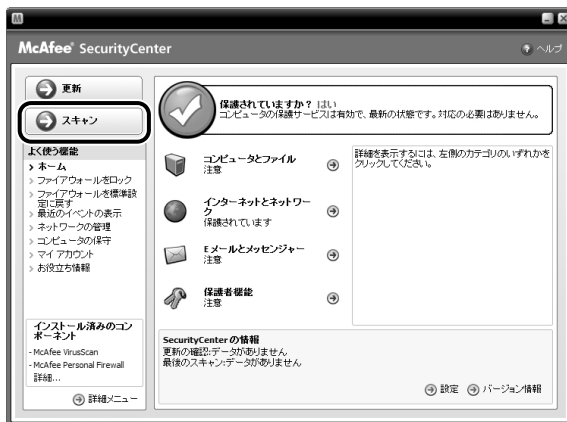 McAfee® SecurityCenter
ヘルプ
更新
スキャン
よく使う機能
> ホーム
> ファイアウォールをロック
> ファイアウォールを標準設
定に戻す
> 最近のイベントの表示
> ネットワークの管理
> コンピュータの保守
> マイ アカウント
> お役立ち情報
インストール済みのコン
ポーネント
- McAfee VirusScan
- McAfee Personal Firewall
詳細...
詳細メニュー
保護されていますか? はい
コンピュータの保護サービスは有効で、最新の状態です。対応の必要はありません。
コンピュータとファイル
注意
インターネットとネットワー
ク
保護されています
E メールとメッセンジャー
注意
保護者機能
注意
詳細を表示するには、左側のカテゴリのいずれかを
クリックしてください。
SecurityCenter の情報
更新の確認:データがありません
最後のスキャン:データがありません
設定 バージョン情報